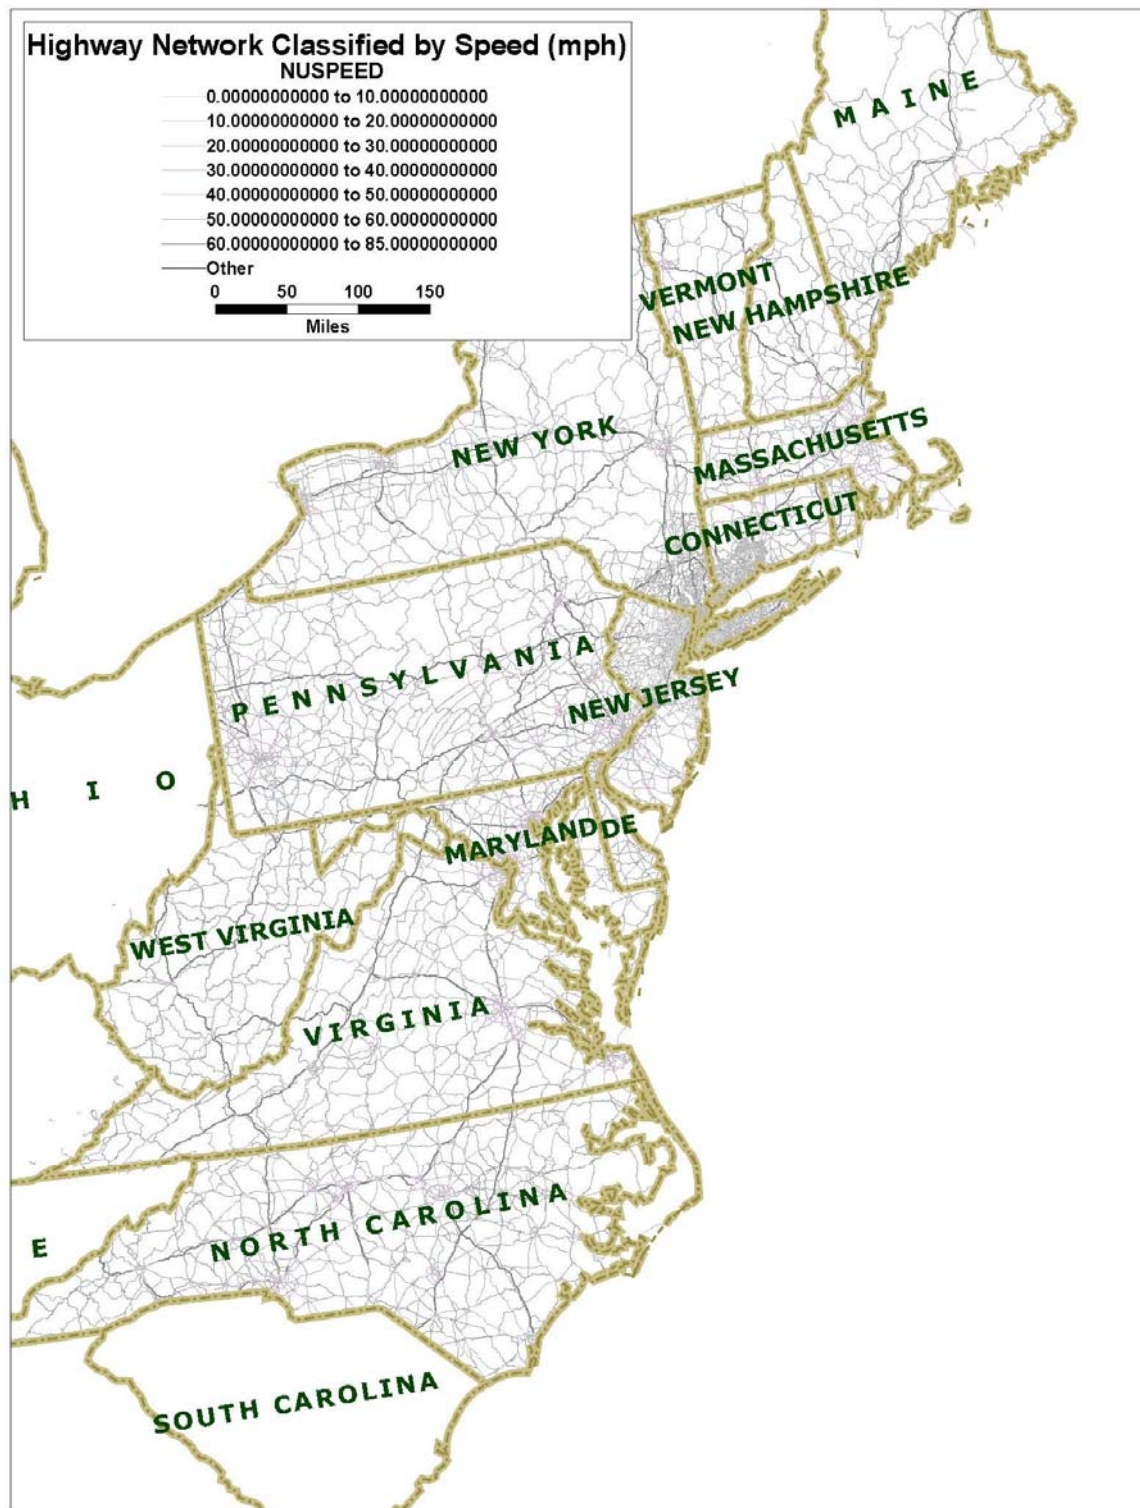 Highway Network Classified by Speed (mph)
NUSPEED
0.00000000000 to 10.00000000000
10.00000000000 to 20.00000000000
20.00000000000 to 30.00000000000
30.00000000000 to 40.00000000000
40.00000000000 to 50.00000000000
50.00000000000 to 60.00000000000
60.00000000000 to 85.00000000000
Other
0 50 100 150
Miles
MAINE
VERMONT
NEW HAMPSHIRE
NEW YORK
MASSACHUSETTS
CONNECTICUT
PENNSYLVANIA
NEW JERSEY
H I O
MARYLAND
DE
WEST VIRGINIA
VIRGINIA
NORTH CAROLINA
E
SOUTH CAROLINA